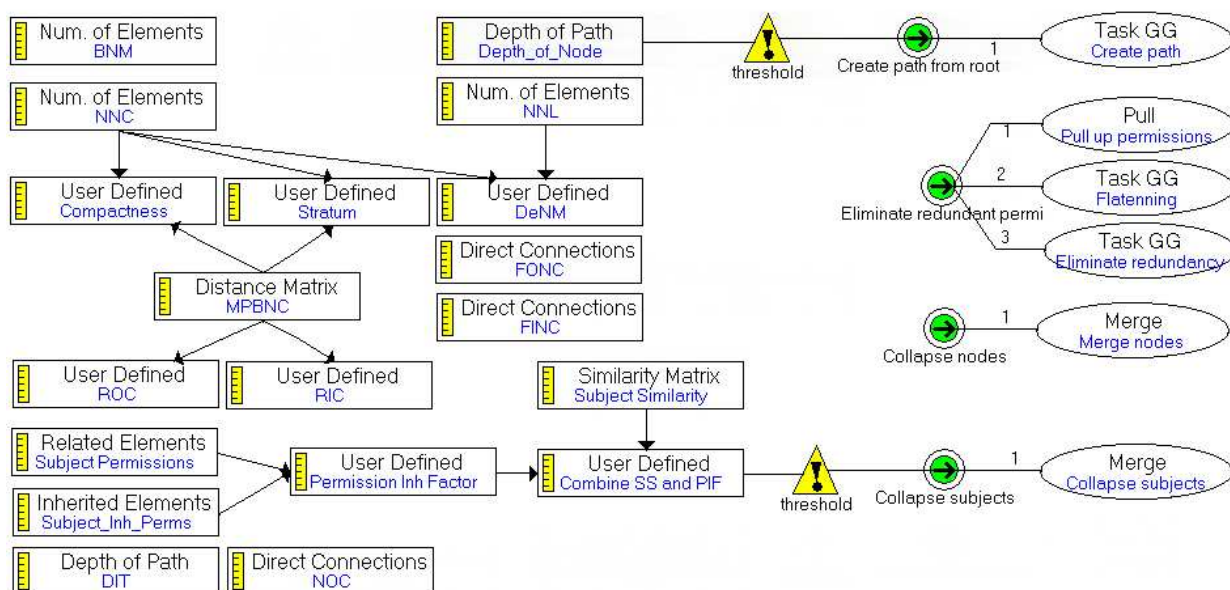 Num. of Elements
BNM
Depth of Path
Depth_of_Node
threshold
Create path from root
1
Task GG
Create path
Num. of Elements
NNC
Num. of Elements
NNL
User Defined
Compactness
User Defined
Stratum
User Defined
DeNM
Eliminate redundant permi
1
Pull
Pull up permissions
2
Task GG
Flatenning
3
Task GG
Eliminate redundancy
Direct Connections
FONC
Distance Matrix
MPBNC
Direct Connections
FINC
Collapse nodes
1
Merge
Merge nodes
User Defined
ROC
User Defined
RIC
Similarity Matrix
Subject Similarity
Related Elements
Subject Permissions
User Defined
Permission Inh Factor
User Defined
Combine SS and PIF
threshold
Collapse subjects
1
Merge
Collapse subjects
Inherited Elements
Subject_Inh_Perms
Depth of Path
DIT
Direct Connections
NOC